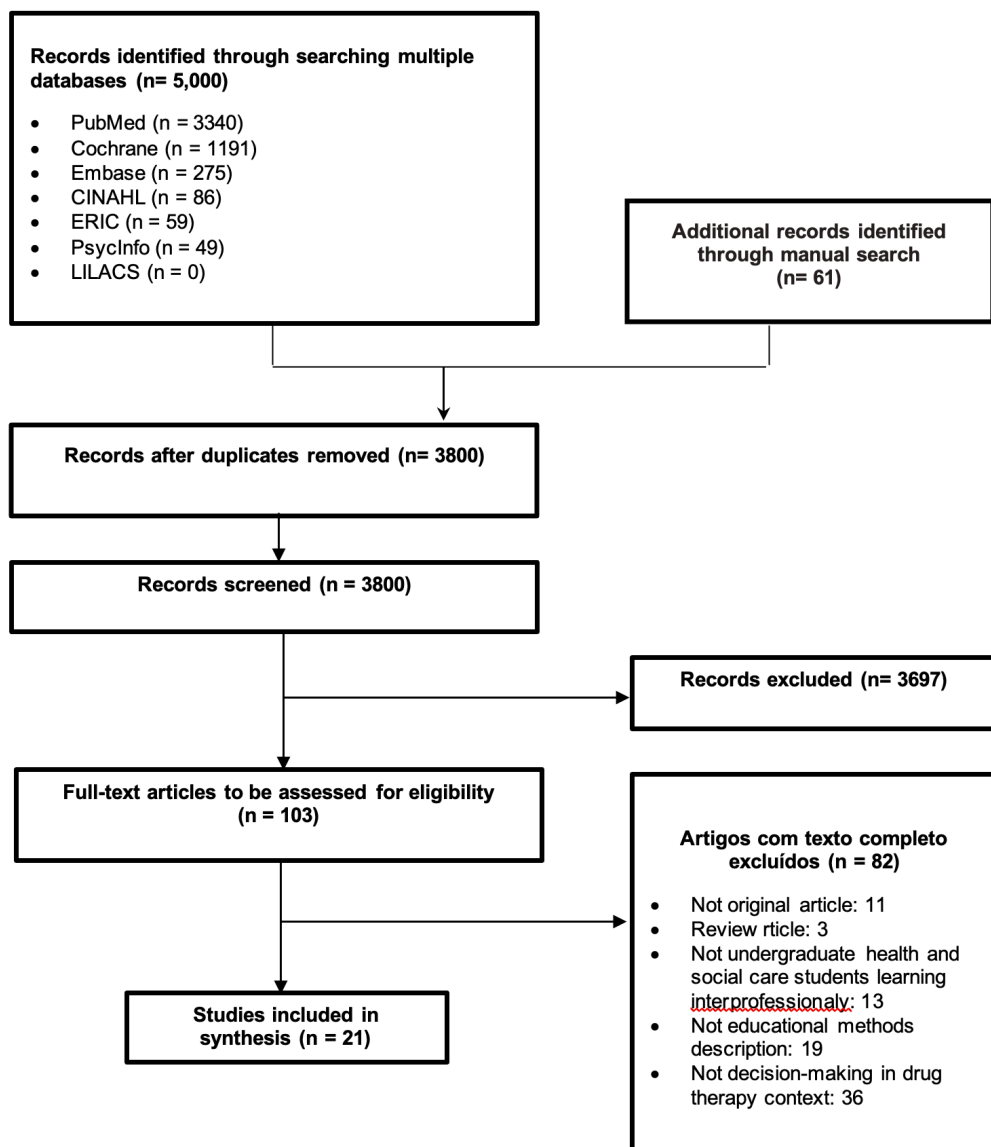 Records identified through searching multiple
databases (n= 5,000)
• PubMed (n = 3340)
• Cochrane (n = 1191)
• Embase (n = 275)
• CINAHL (n = 86)
• ERIC (n = 59)
• PsycInfo (n = 49)
• LILACS (n = 0)
Additional records identified
through manual search
(n= 61)
Records after duplicates removed (n= 3800)
Records screened (n = 3800)
Records excluded (n= 3697)
Full-text articles to be assessed for eligibility
(n = 103)
Artigos com texto completo
excluídos (n = 82)
• Not original article: 11
• Review rticle: 3
• Not undergraduate health and
social care students learning
interprofessionaly: 13
• Not educational methods
description: 19
• Not decision-making in drug
therapy context: 36
Studies included in
synthesis (n = 21)